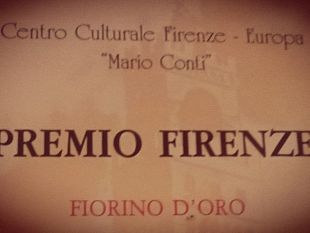 Centro Culturale Firenze - Europa
"Mario Conti"
PREMIO FIRENZE
FIORINO D'ORO